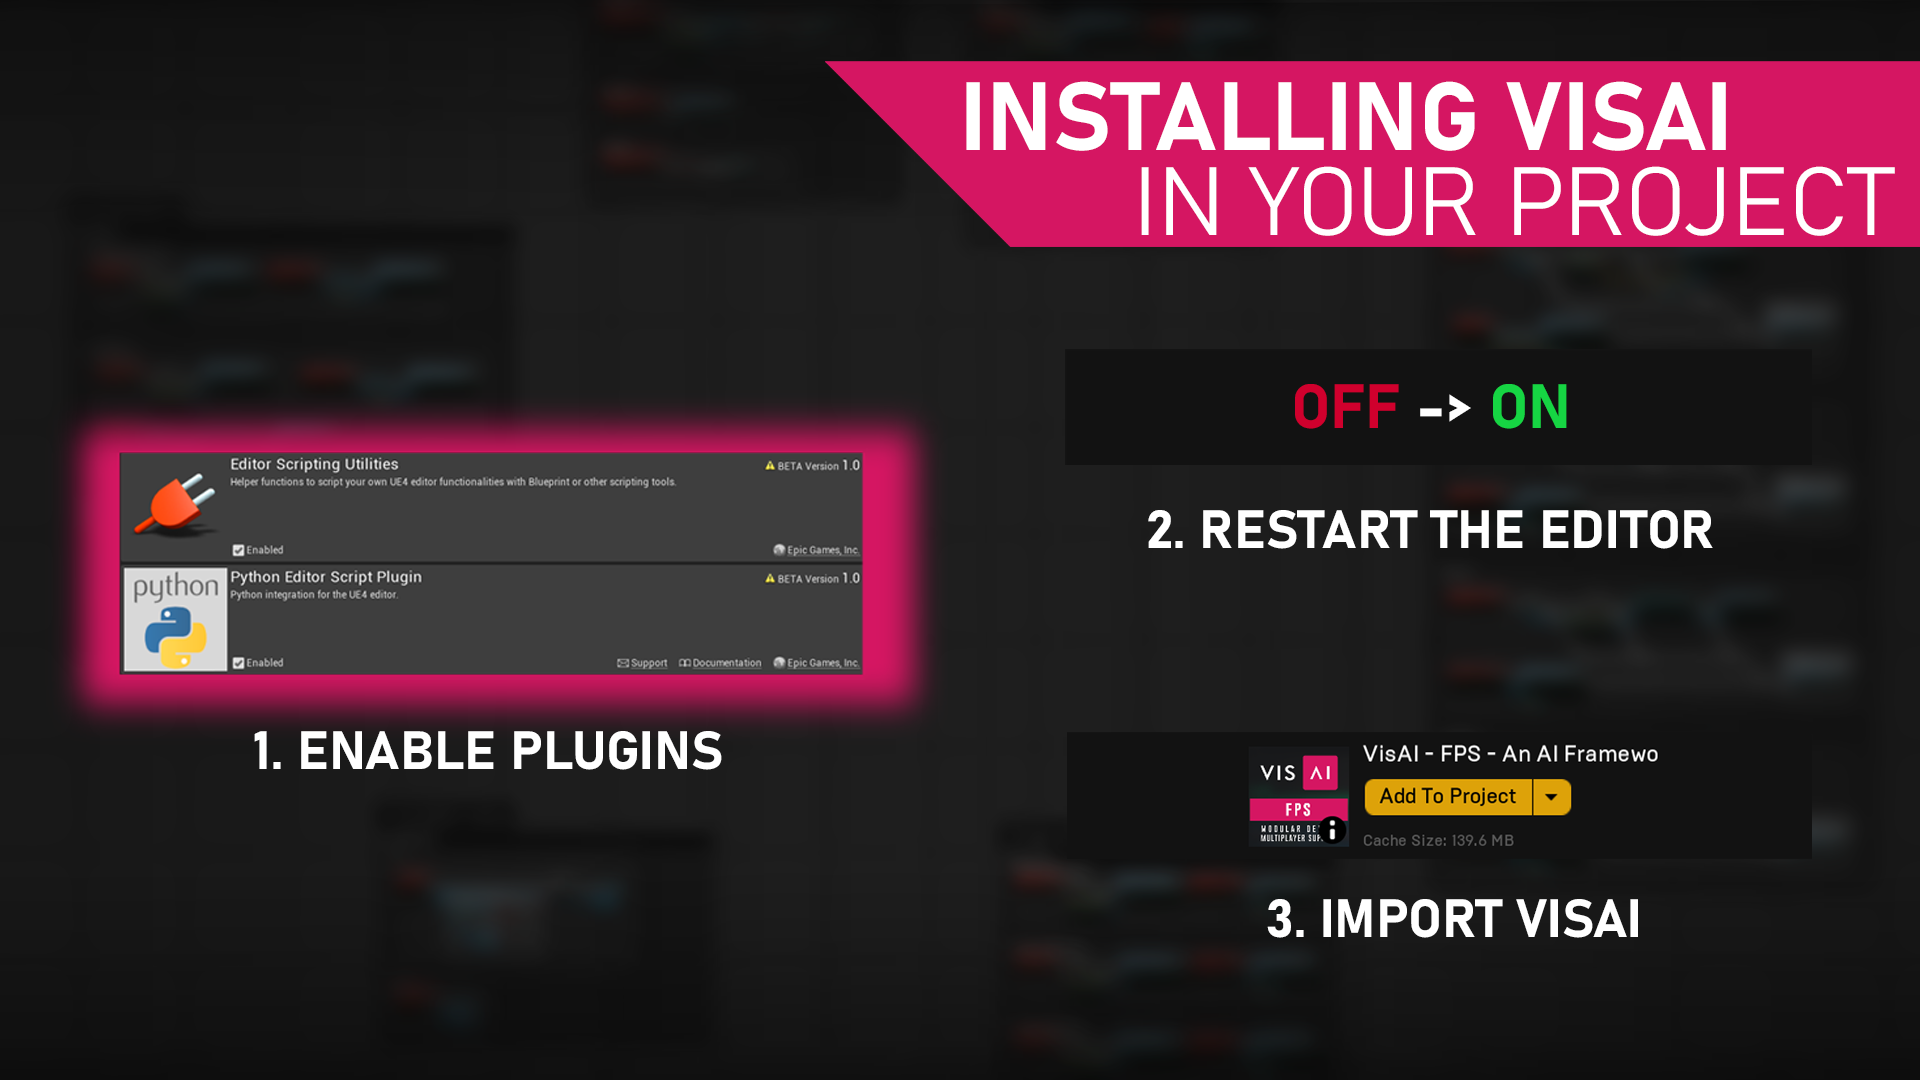 INSTALLING VISAI
IN YOUR PROJECT
Editor Scripting Utilities
BETA Version 1.0
Helper functions to script your own UE4 editor functionalities with Blueprint or other scripting tools.
Enabled
Epic Games, Inc.
python
Python Editor Script Plugin
BETA Version 1.0
Python integration for the UE4 editor.
Enabled
Support
Documentation
Epic Games, Inc.
1. ENABLE PLUGINS
OFF -> ON
2. RESTART THE EDITOR
VIS AI
FPS
MODULAR DE
MULTIPLAYER SUP
VisAI - FPS - An AI Framewo
Add To Project
Cache Size: 139.6 MB
3. IMPORT VISAI